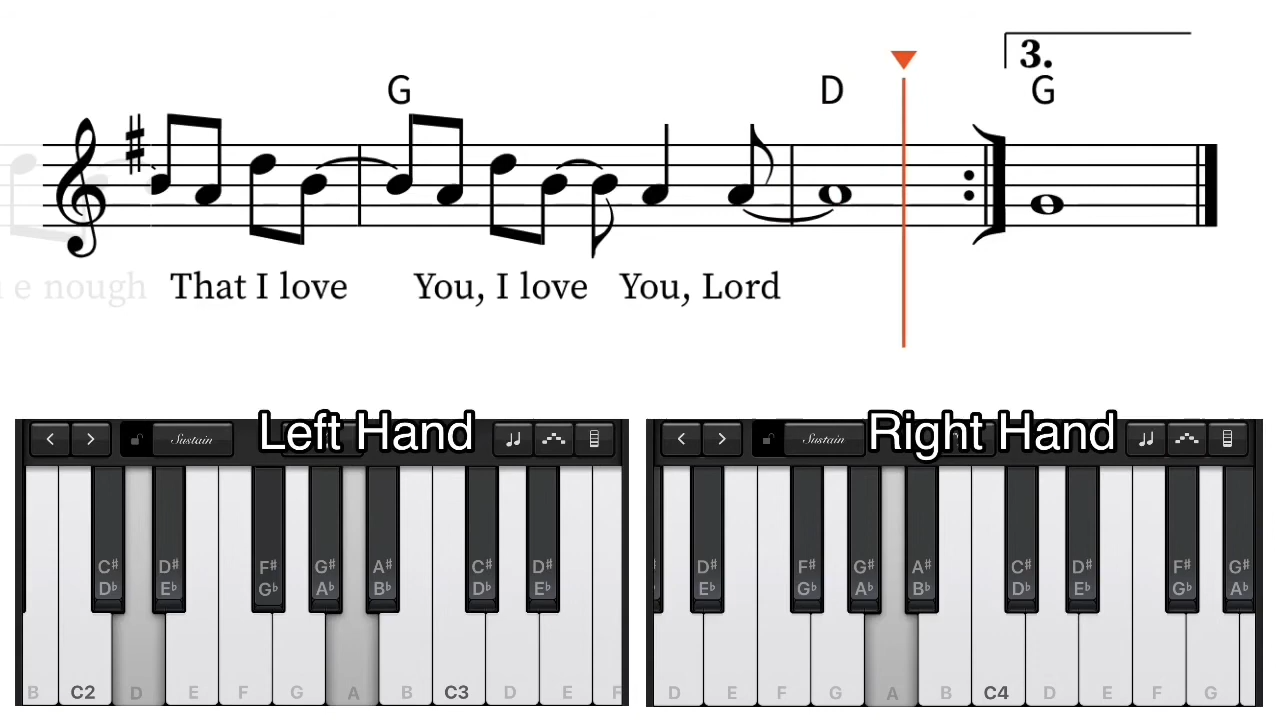 3.
G D G
e nough That I love You, I love You, Lord
Left Hand Right Hand
Sustain Sustain
C# D# F# G# A# C# D# D# F# G# A# C# D# F# G#
D♭ E♭ G♭ A♭ B♭ D♭ E♭ E♭ G♭ A♭ B♭ D♭ E♭ G♭ A♭
B C2 D E F G A B C3 D E F D E F G A B C4 D E F G